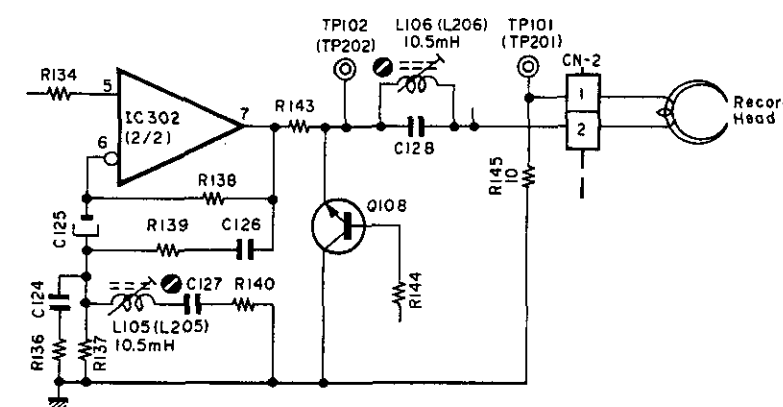 TP102
(TP202)
L106 (L206)
10.5mH
TP101
(TP201)
CN-2
R134
5
IC302
(2/2)
7
R143
C128
1
2
Recor
Head
6
R138
R145
10
C125
R139
C126
Q108
C124
C127
R140
R144
L105 (L205)
10.5mH
R136
R137